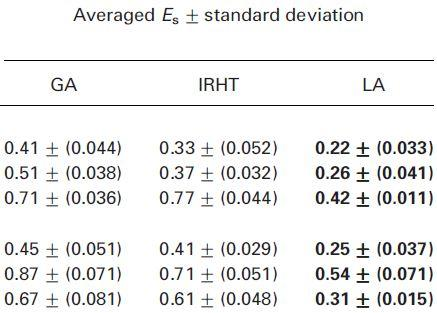 Averaged Es ± standard deviation
GA IRHT LA
0.41 ± (0.044) 0.33 ± (0.052) 0.22 ± (0.033)
0.51 ± (0.038) 0.37 ± (0.032) 0.26 ± (0.041)
0.71 ± (0.036) 0.77 ± (0.044) 0.42 ± (0.011)
0.45 ± (0.051) 0.41 ± (0.029) 0.25 ± (0.037)
0.87 ± (0.071) 0.71 ± (0.051) 0.54 ± (0.071)
0.67 ± (0.081) 0.61 ± (0.048) 0.31 ± (0.015)